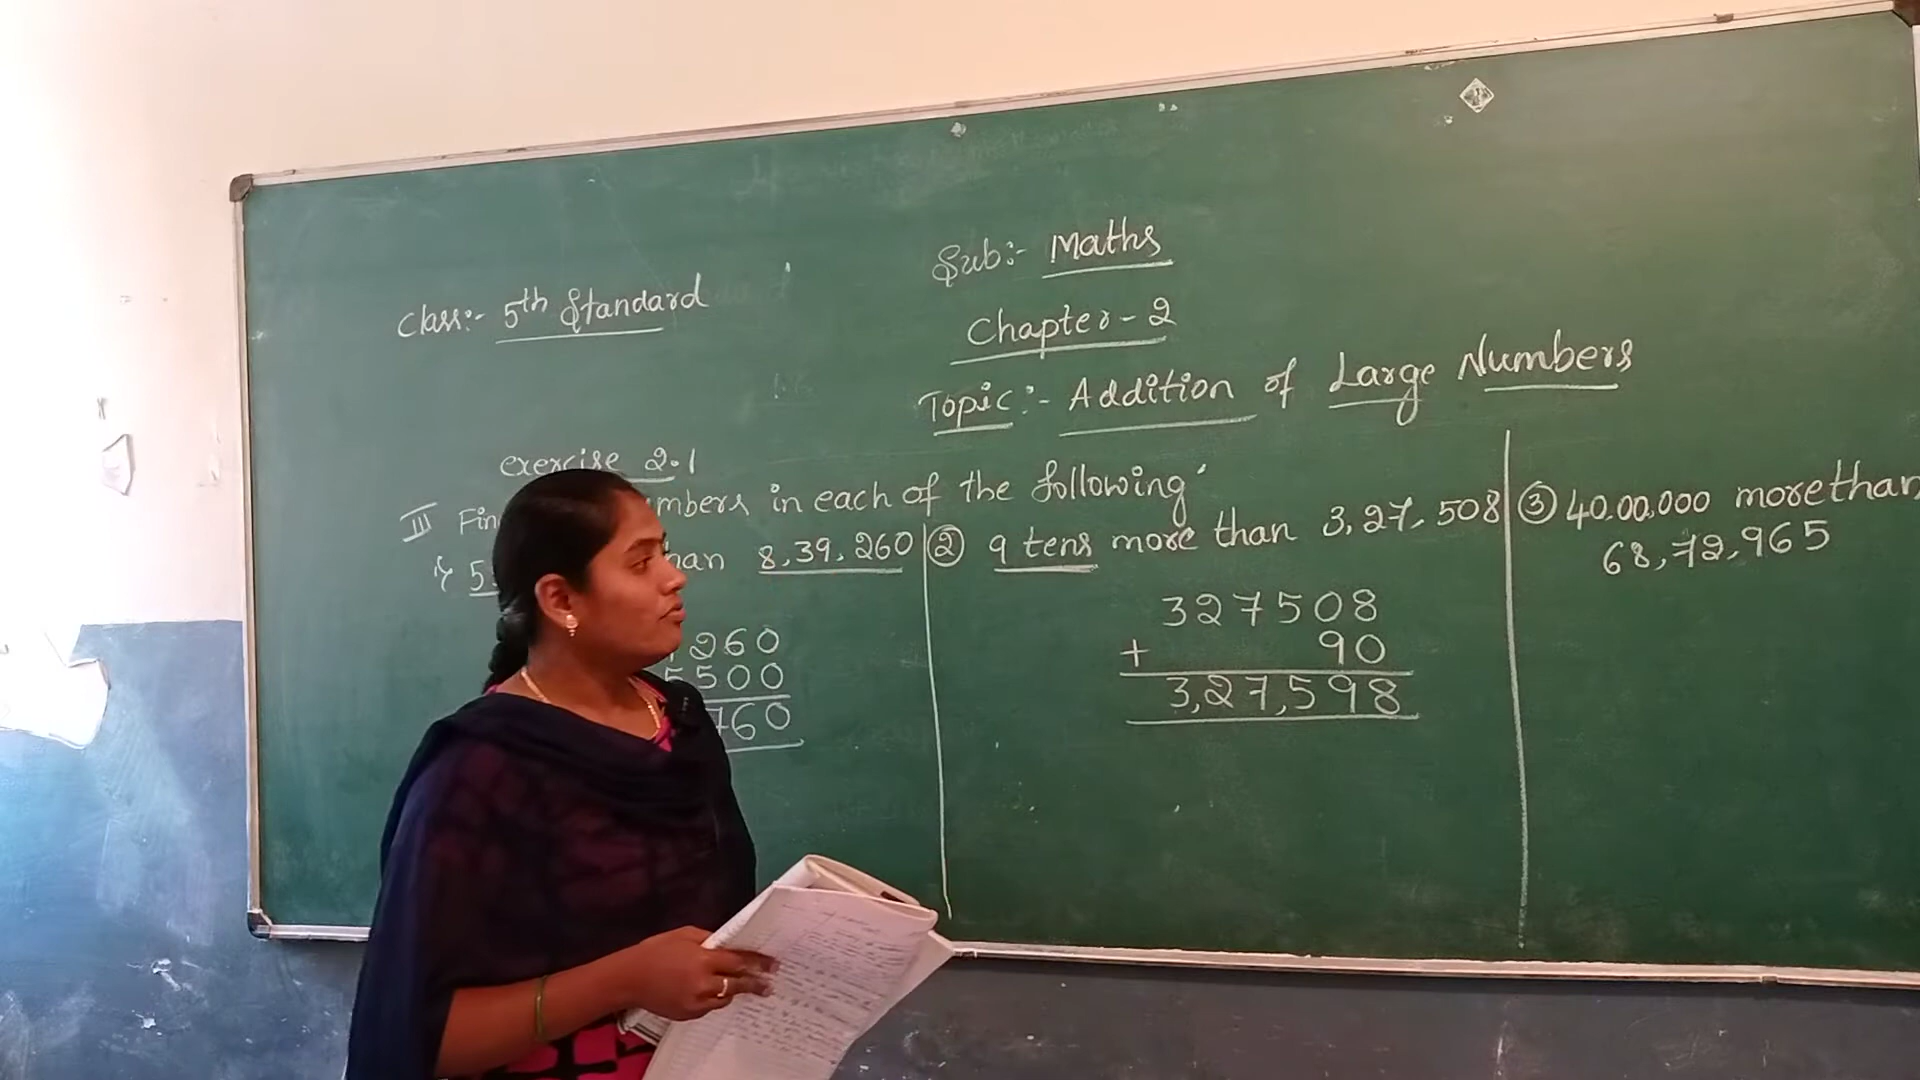 Sub:- Maths
Class:- 5th Standard
Chapter - 2
Topic:- Addition of Large Numbers
exercise 2.1
III Fin mbers in each of the following
8,39,260
② 9 tens more than 3,27,508
327508
+ 90
3,27,598
③ 40,00,000 more than
68,72,965
260
5500
760